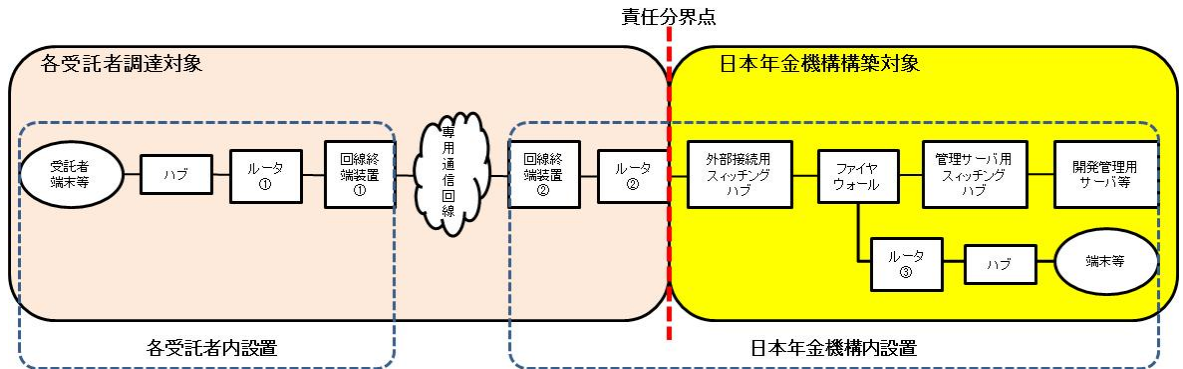 責任分界点
各受託者調達対象
日本年金機構構築対象
受託者
端末等
ハブ
ルータ
①
回線終
端装置
①
専用通信回線
回線終
端装置
②
ルータ
②
外部接続用
スイッチング
ハブ
ファイヤ
ウォール
管理サーバ用
スイッチング
ハブ
開発管理用
サーバ等
ルータ
③
ハブ
端末等
各受託者内設置
日本年金機構内設置